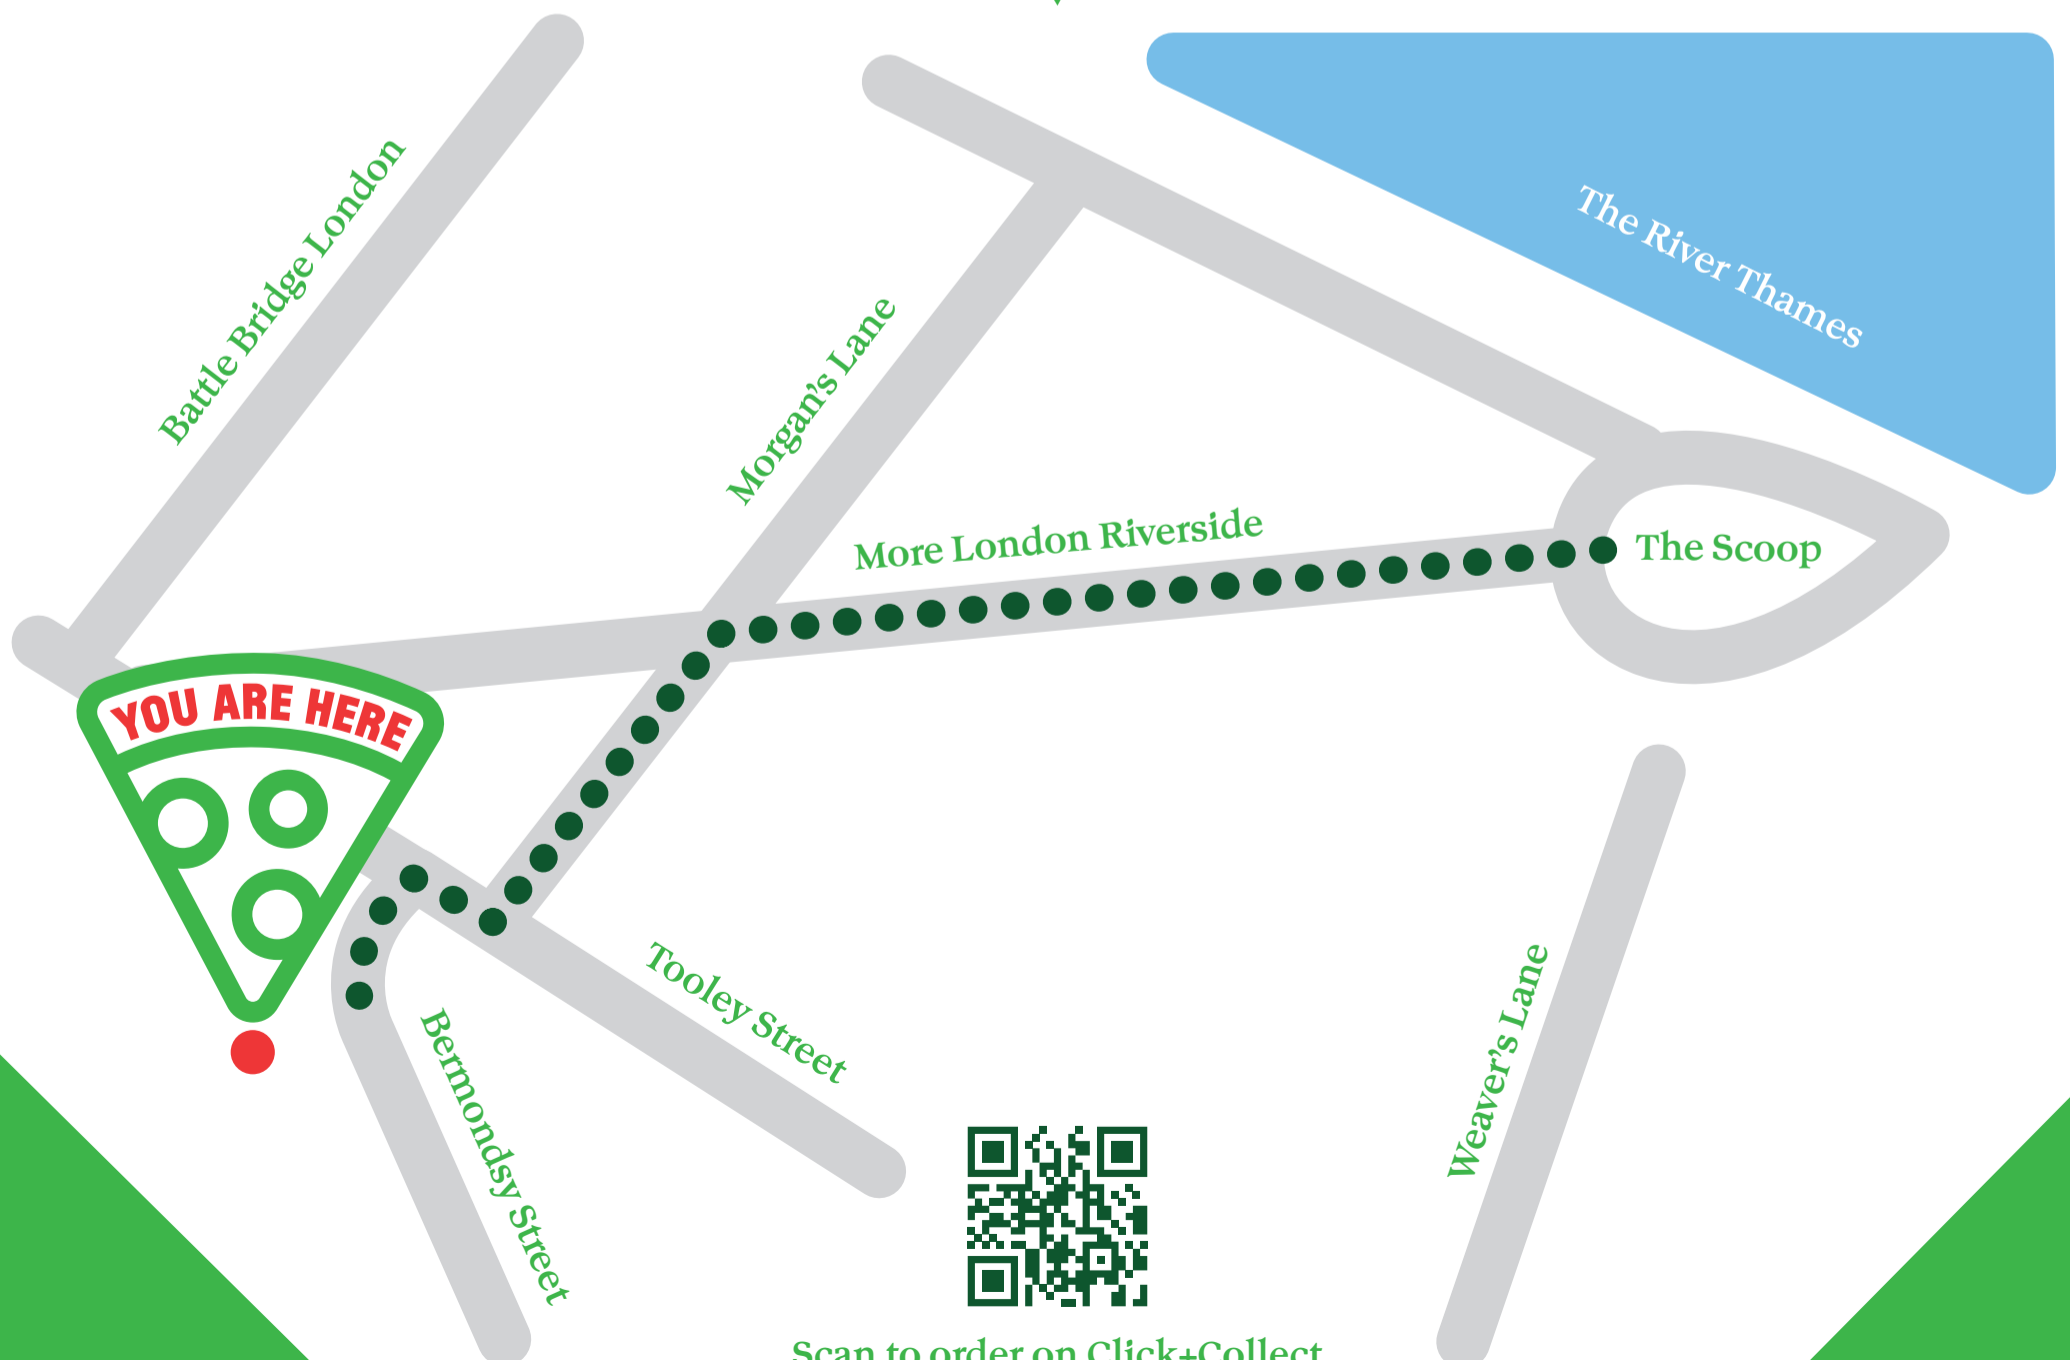 Battle Bridge London
The River Thames
Morgan's Lane
More London Riverside
The Scoop
YOU ARE HERE
Tooley Street
Weaver's Lane
Bermondsy Street
Scan to order on Click+Collect